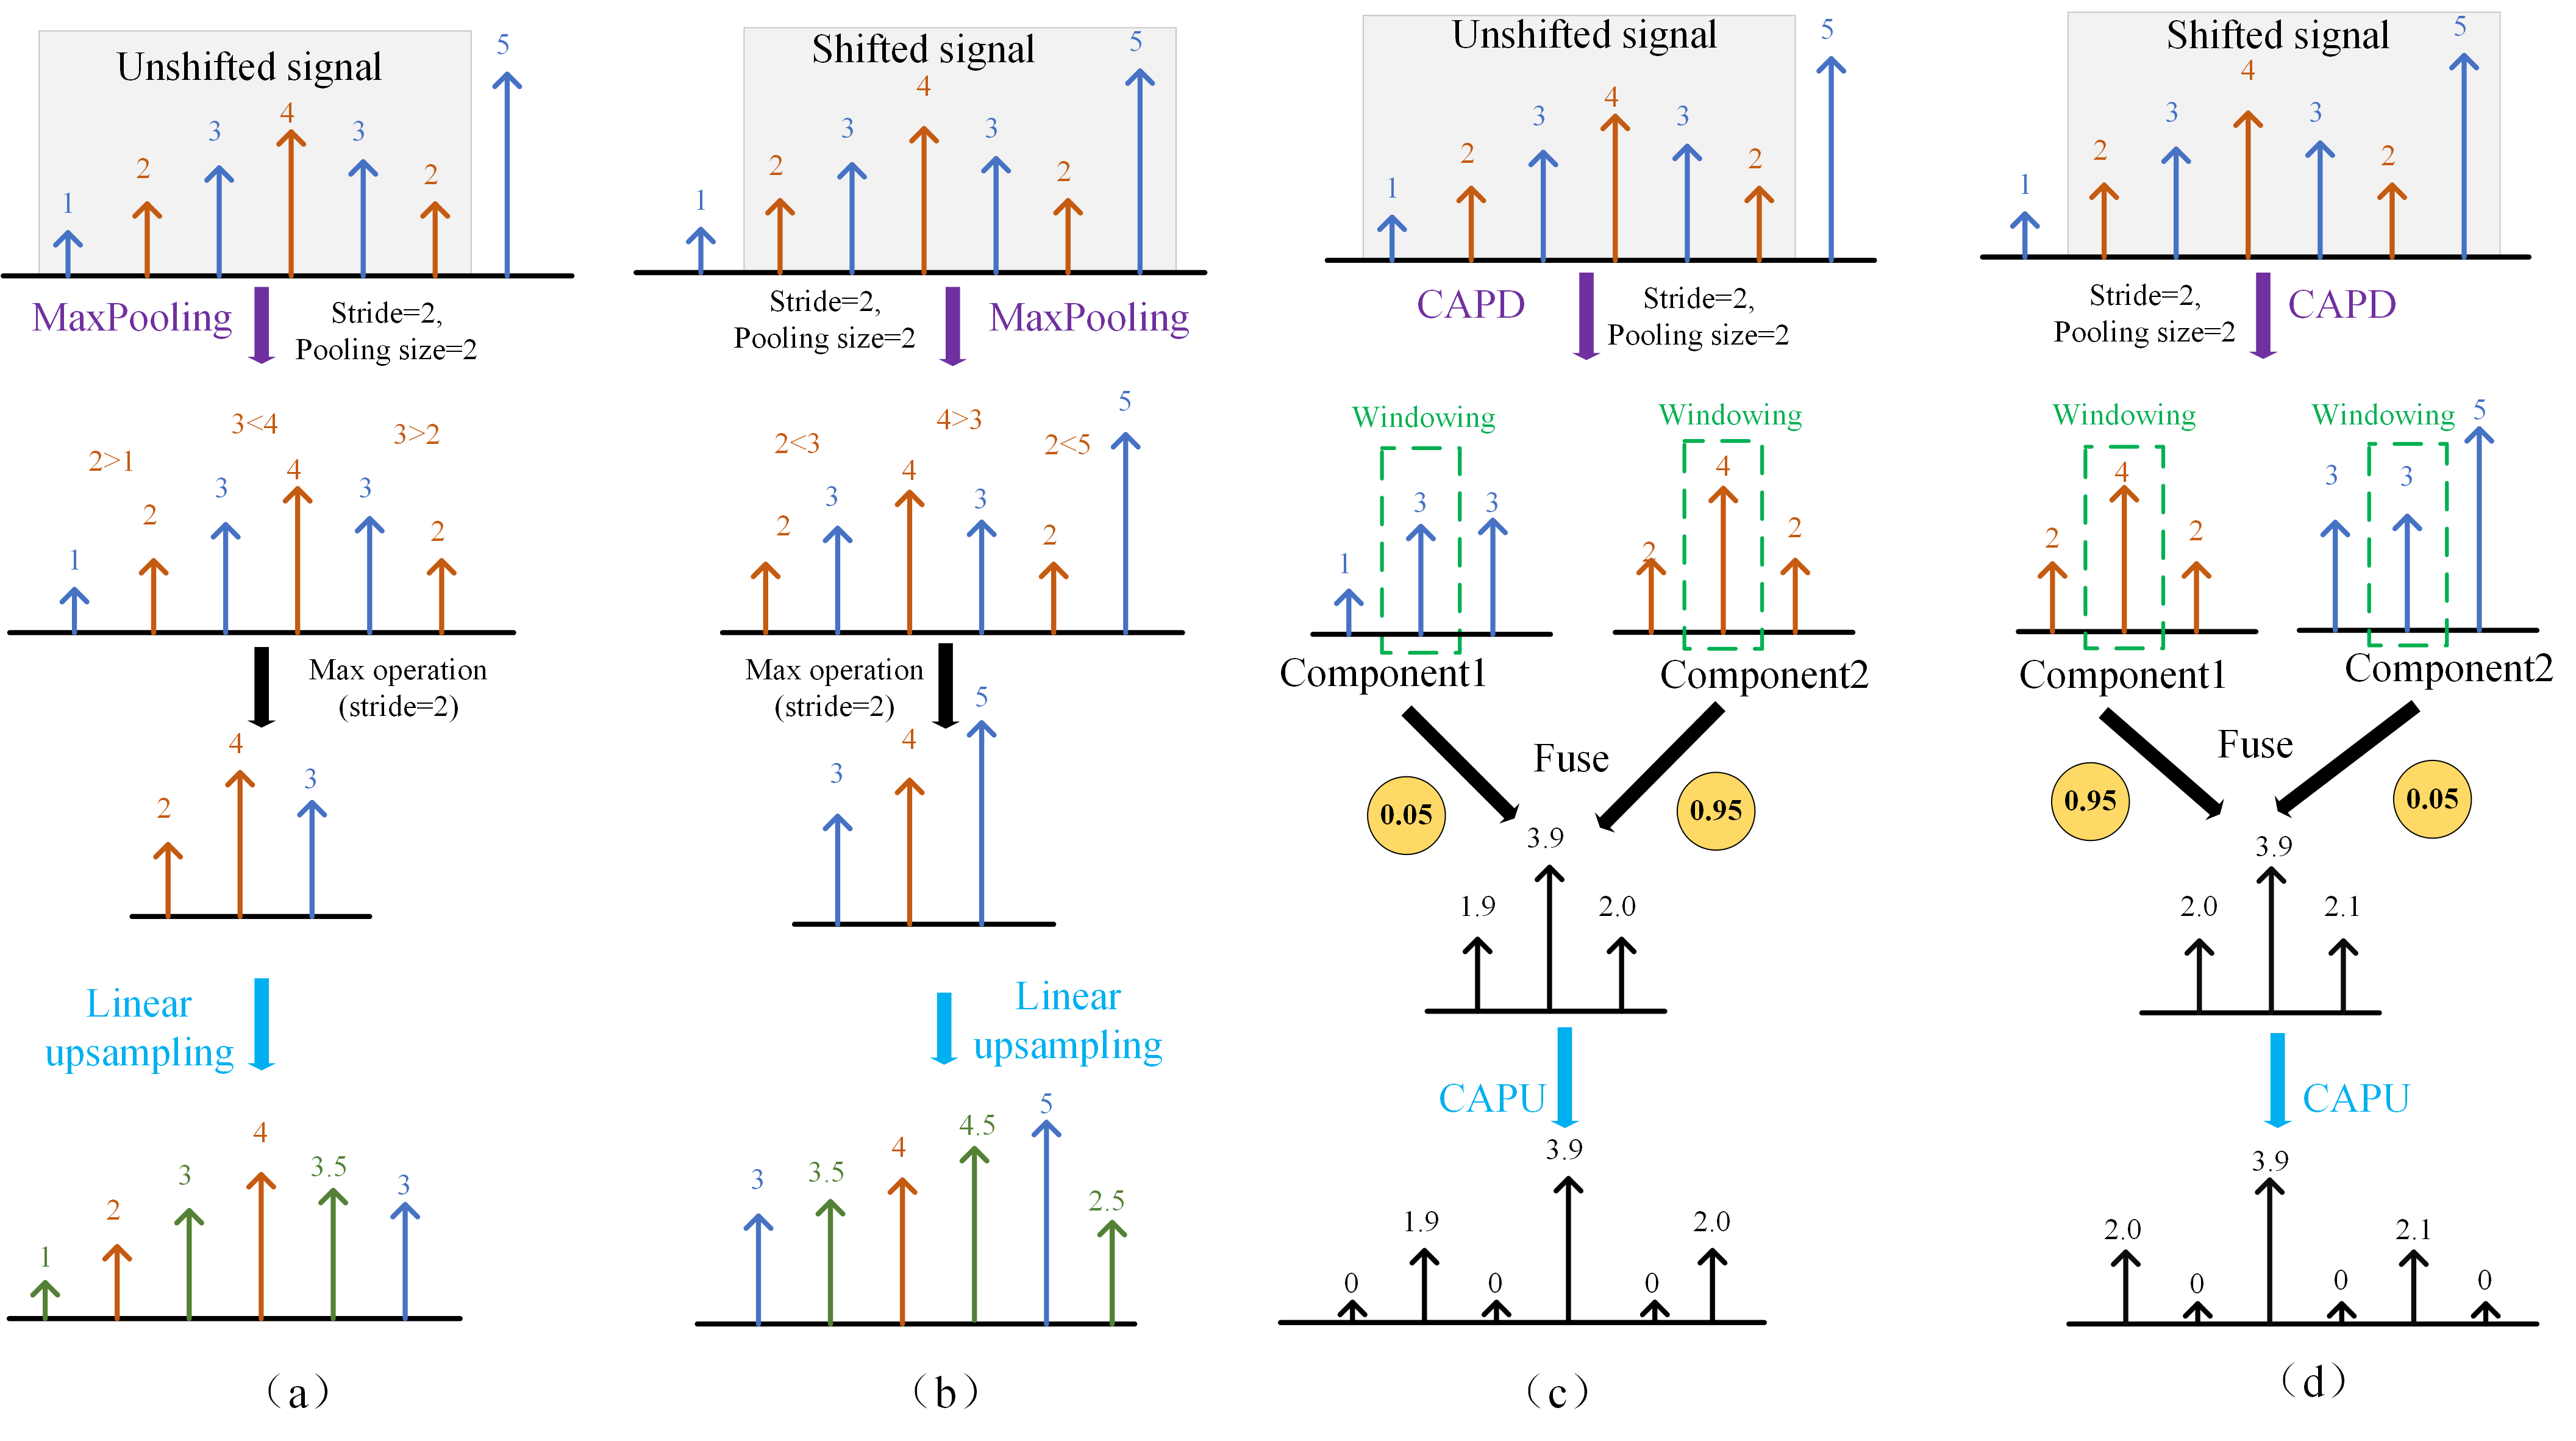 Unshifted signal
1
2
3
4
3
2
5
MaxPooling
Stride=2,
Pooling size=2
2>1
3<4
3>2
1
2
3
4
3
2
Max operation
(stride=2)
2
4
3
Linear
upsampling
1
2
3
4
3.5
3
(a)
Shifted signal
1
2
3
4
3
2
5
Stride=2,
Pooling size=2
MaxPooling
2<3
4>3
2<5
2
3
4
3
2
5
Max operation
(stride=2)
3
4
5
Linear
upsampling
3
3.5
4
4.5
5
2.5
(b)
Unshifted signal
1
2
3
4
3
2
5
CAPD
Stride=2,
Pooling size=2
Windowing
Windowing
1
3
3
2
4
2
Component1
Component2
Fuse
0.05
0.95
1.9
3.9
2.0
CAPU
0
1.9
0
3.9
0
2.0
(c)
Shifted signal
1
2
3
4
3
2
5
Stride=2,
Pooling size=2
CAPD
Windowing
Windowing
2
4
2
3
3
5
Component1
Component2
Fuse
0.95
0.05
2.0
3.9
2.1
CAPU
2.0
0
3.9
0
2.1
0
(d)